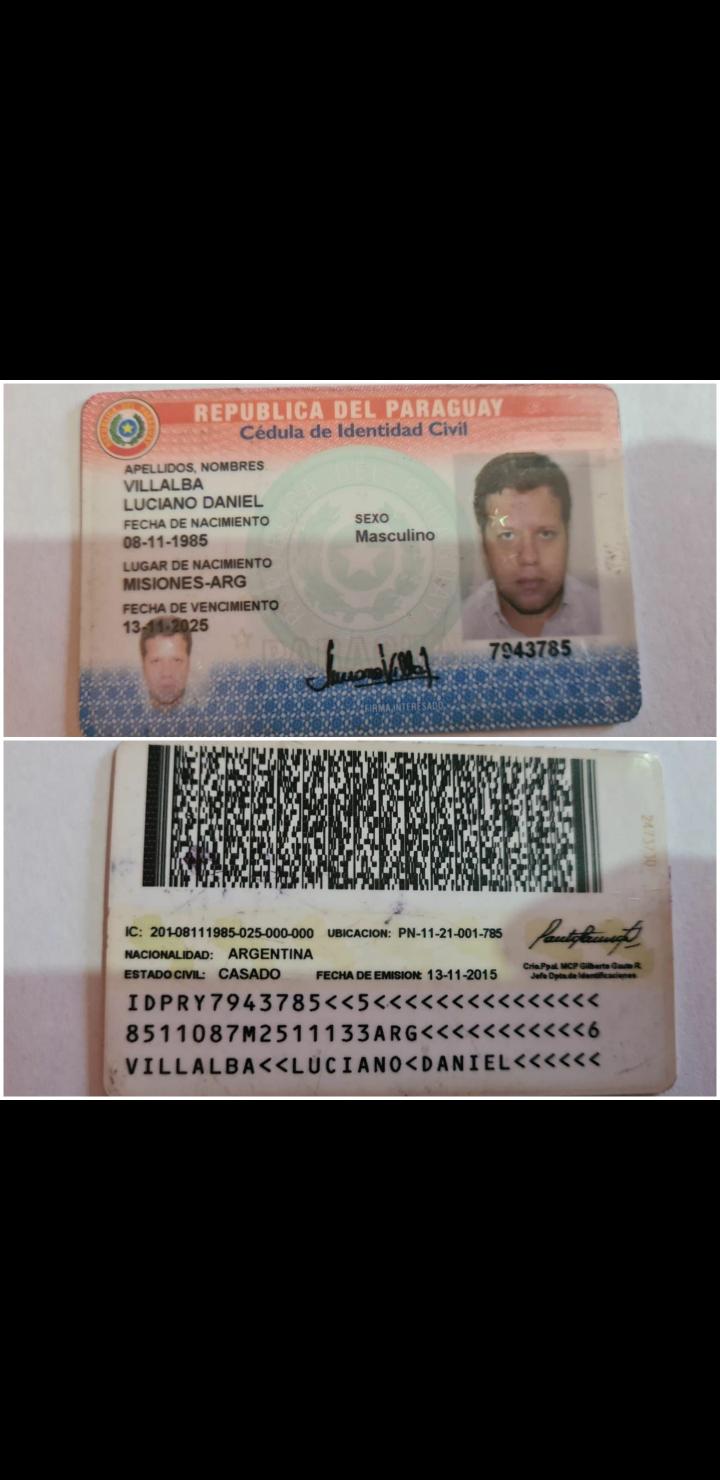 REPUBLICA DEL PARAGUAY
Cédula de Identidad Civil
APELLIDOS, NOMBRES
VILLALBA
LUCIANO DANIEL
FECHA DE NACIMIENTO
08-11-1985
SEXO
Masculino
LUGAR DE NACIMIENTO
MISIONES-ARG
FECHA DE VENCIMIENTO
13-11-2025
7943785
FIRMA INTERESADO
2473730
IC: 201-08111985-025-000-000 UBICACION: PN-11-21-001-785
NACIONALIDAD: ARGENTINA
ESTADO CIVIL: CASADO FECHA DE EMISION: 13-11-2015
Crio.Ppal. MCP Gilberto Gauto R.
Jefe Dpto.de Identificaciones
IDPRY7943785<<5<<<<<<<<<<<<<<<
8511087M2511133ARG<<<<<<<<<<<6
VILLALBA<<LUCIANO<DANIEL<<<<<<